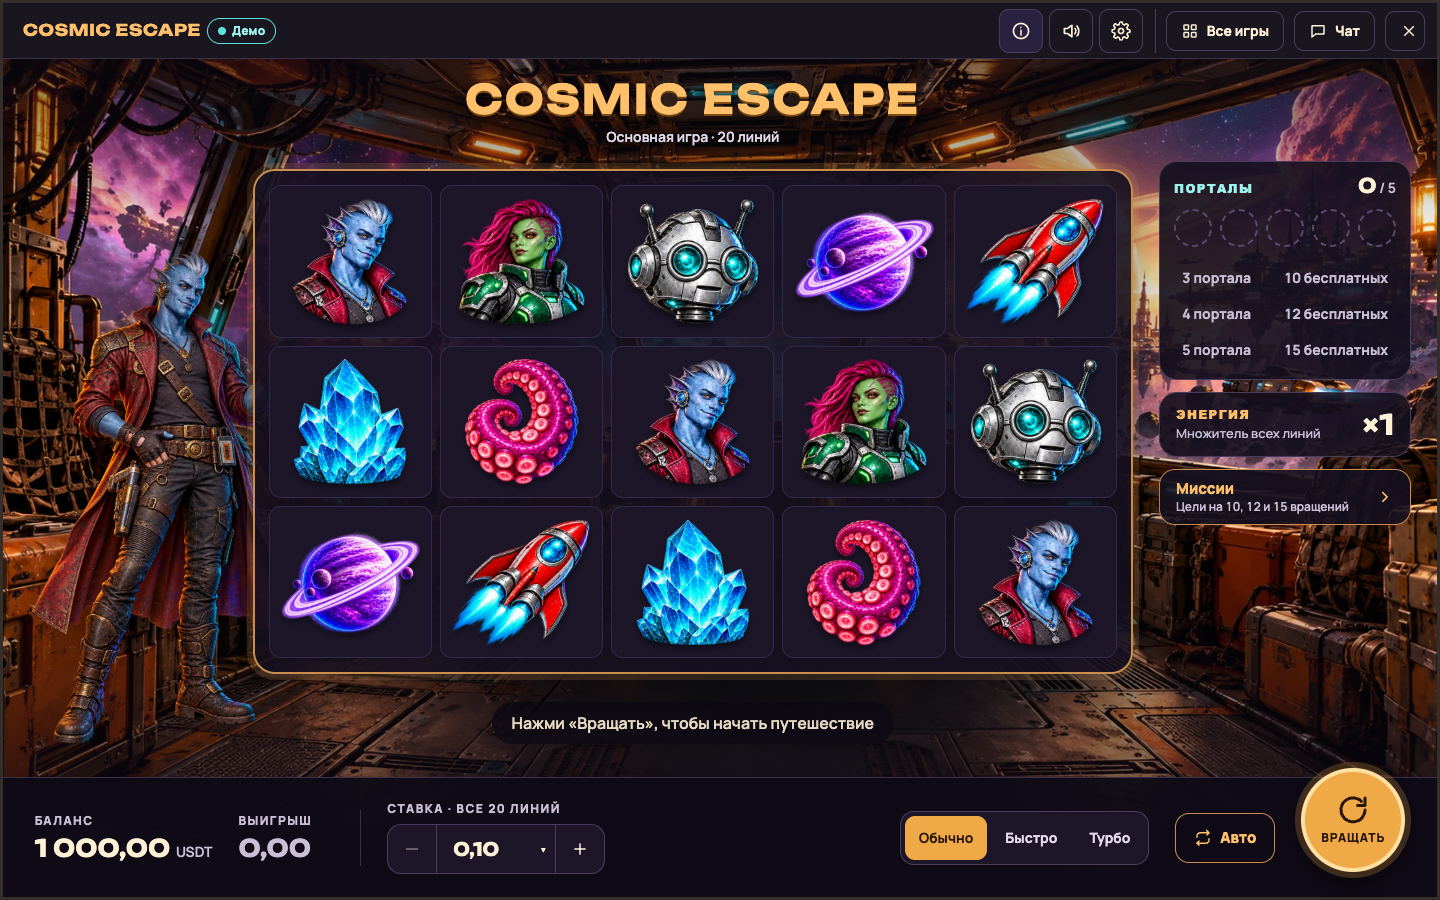 COSMIC ESCAPE
Демо
Все игры
Чат
COSMIC ESCAPE
Основная игра · 20 линий
ПОРТАЛЫ
0 / 5
3 портала 10 бесплатных
4 портала 12 бесплатных
5 портала 15 бесплатных
ЭНЕРГИЯ
Множитель всех линий
×1
Миссии
Цели на 10, 12 и 15 вращений
Нажми «Вращать», чтобы начать путешествие
БАЛАНС
1 000,00 USDT
ВЫИГРЫШ
0,00
СТАВКА · ВСЕ 20 ЛИНИЙ
− 0,10 +
Обычно
Быстро
Турбо
Авто
ВРАЩАТЬ